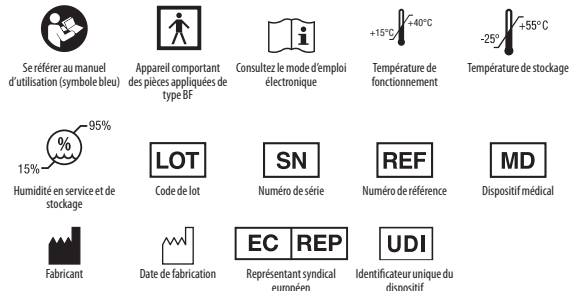 +15°C
+40°C
-25°
+55°C
Se référer au manuel
d'utilisation (symbole bleu)
Appareil comportant
des pièces appliquées de
type BF
Consultez le mode d'emploi
électronique
Température de
fonctionnement
Température de stockage
%
95%
15%
LOT
SN
REF
MD
Humidité en service et de
stockage
Code de lot
Numéro de série
Numéro de référence
Dispositif médical
EC REP
UDI
Fabricant
Date de fabrication
Représentant syndical
européen
Identificateur unique du
dispositif